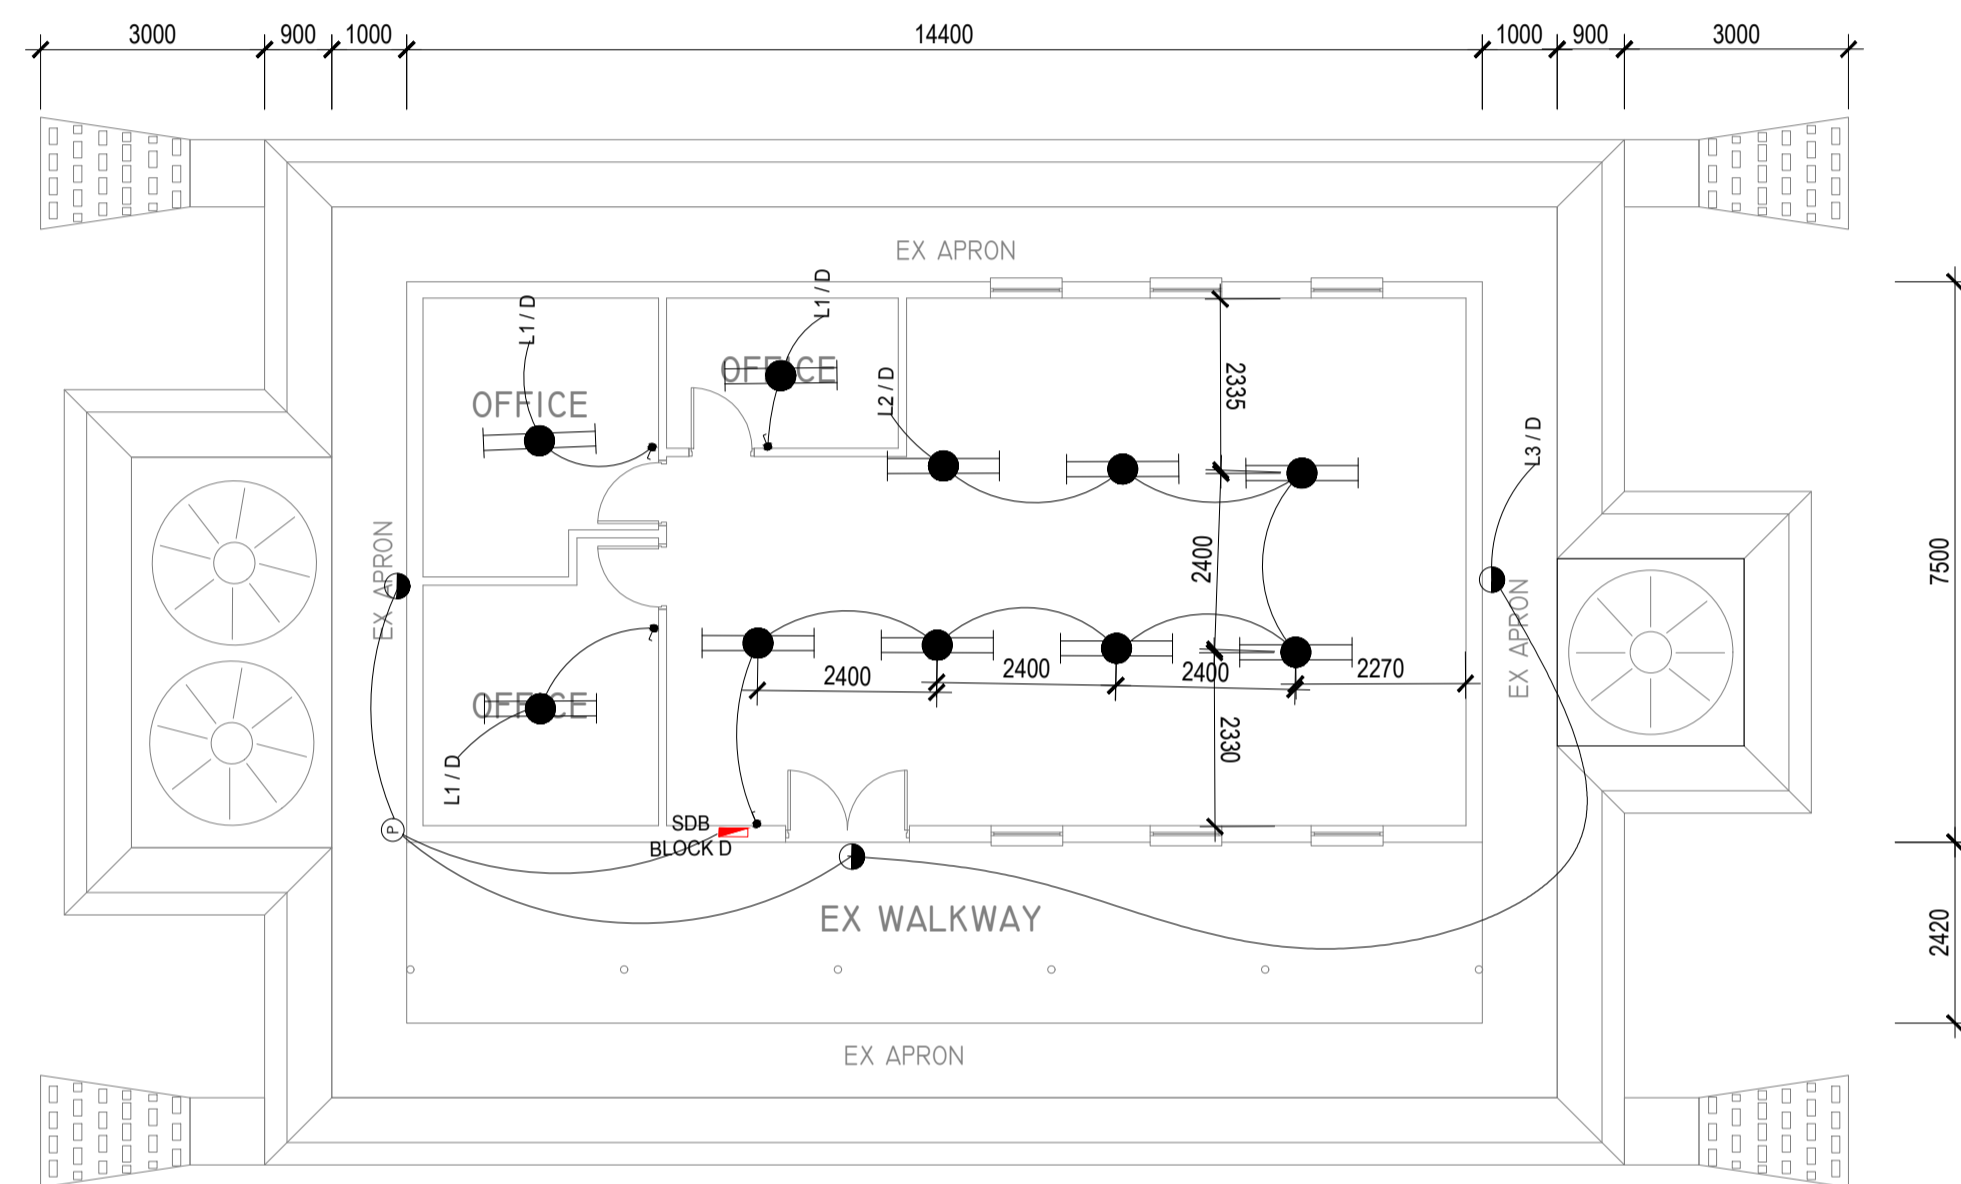 3000 900 1000 14400 1000 900 3000
EX APRON
L1 / D
L1 / D
OFFICE
OFFICE
L2 / D
2335
L3 / D
EX APRON
2400
7500
EX APRON
2400 2400 2400 2270
OFFICE
2330
L1 / D
SDB
BLOCK D
P
EX WALKWAY
2420
EX APRON